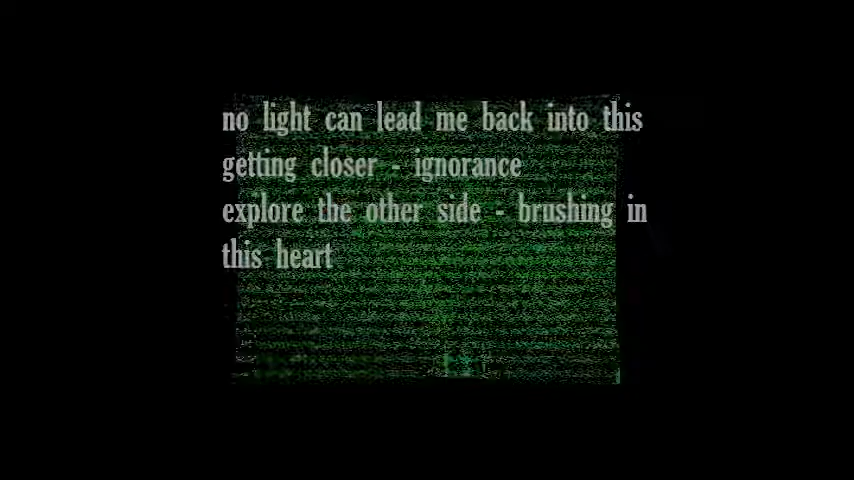 no light can lead me back into this
getting closer - ignorance
explore the other side - brushing in
this heart